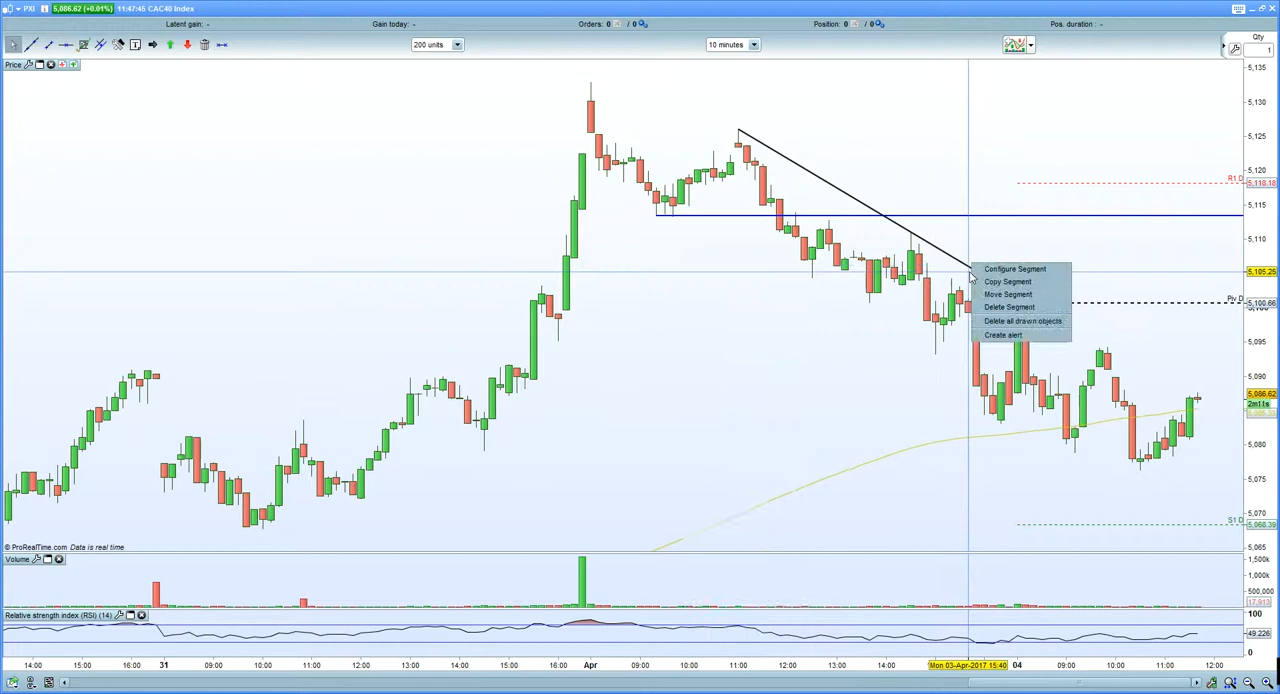 PXI 5,086.62 (+0.01%) 11:47:45 CAC40 Index
Latent gain: - Gain today: - Orders: 0 / 0 Position: 0 / 0 Pos. duration : -
200 units 10 minutes Qty
1
Price
5,135
5,130
5,125
5,120
R1 D 5,118.18
5,115
5,110
5,105.25
Piv D 5,100.66
5,095
5,090
5,086.62
2m11s
5,080
5,075
5,070
S1 D 5,068.39
5,065
Configure Segment
Copy Segment
Move Segment
Delete Segment
Delete all drawn objects
Create alert
© ProRealTime.com Data is real time
Volume
1,500k
1,000k
500,000
17,913
Relative strength index (RSI) (14)
100
49.226
0
14:00 15:00 16:00 31 09:00 10:00 11:00 12:00 13:00 14:00 15:00 16:00 Apr 09:00 10:00 11:00 12:00 13:00 14:00 Mon 03-Apr-2017 15:40 04 09:00 10:00 11:00 12:00